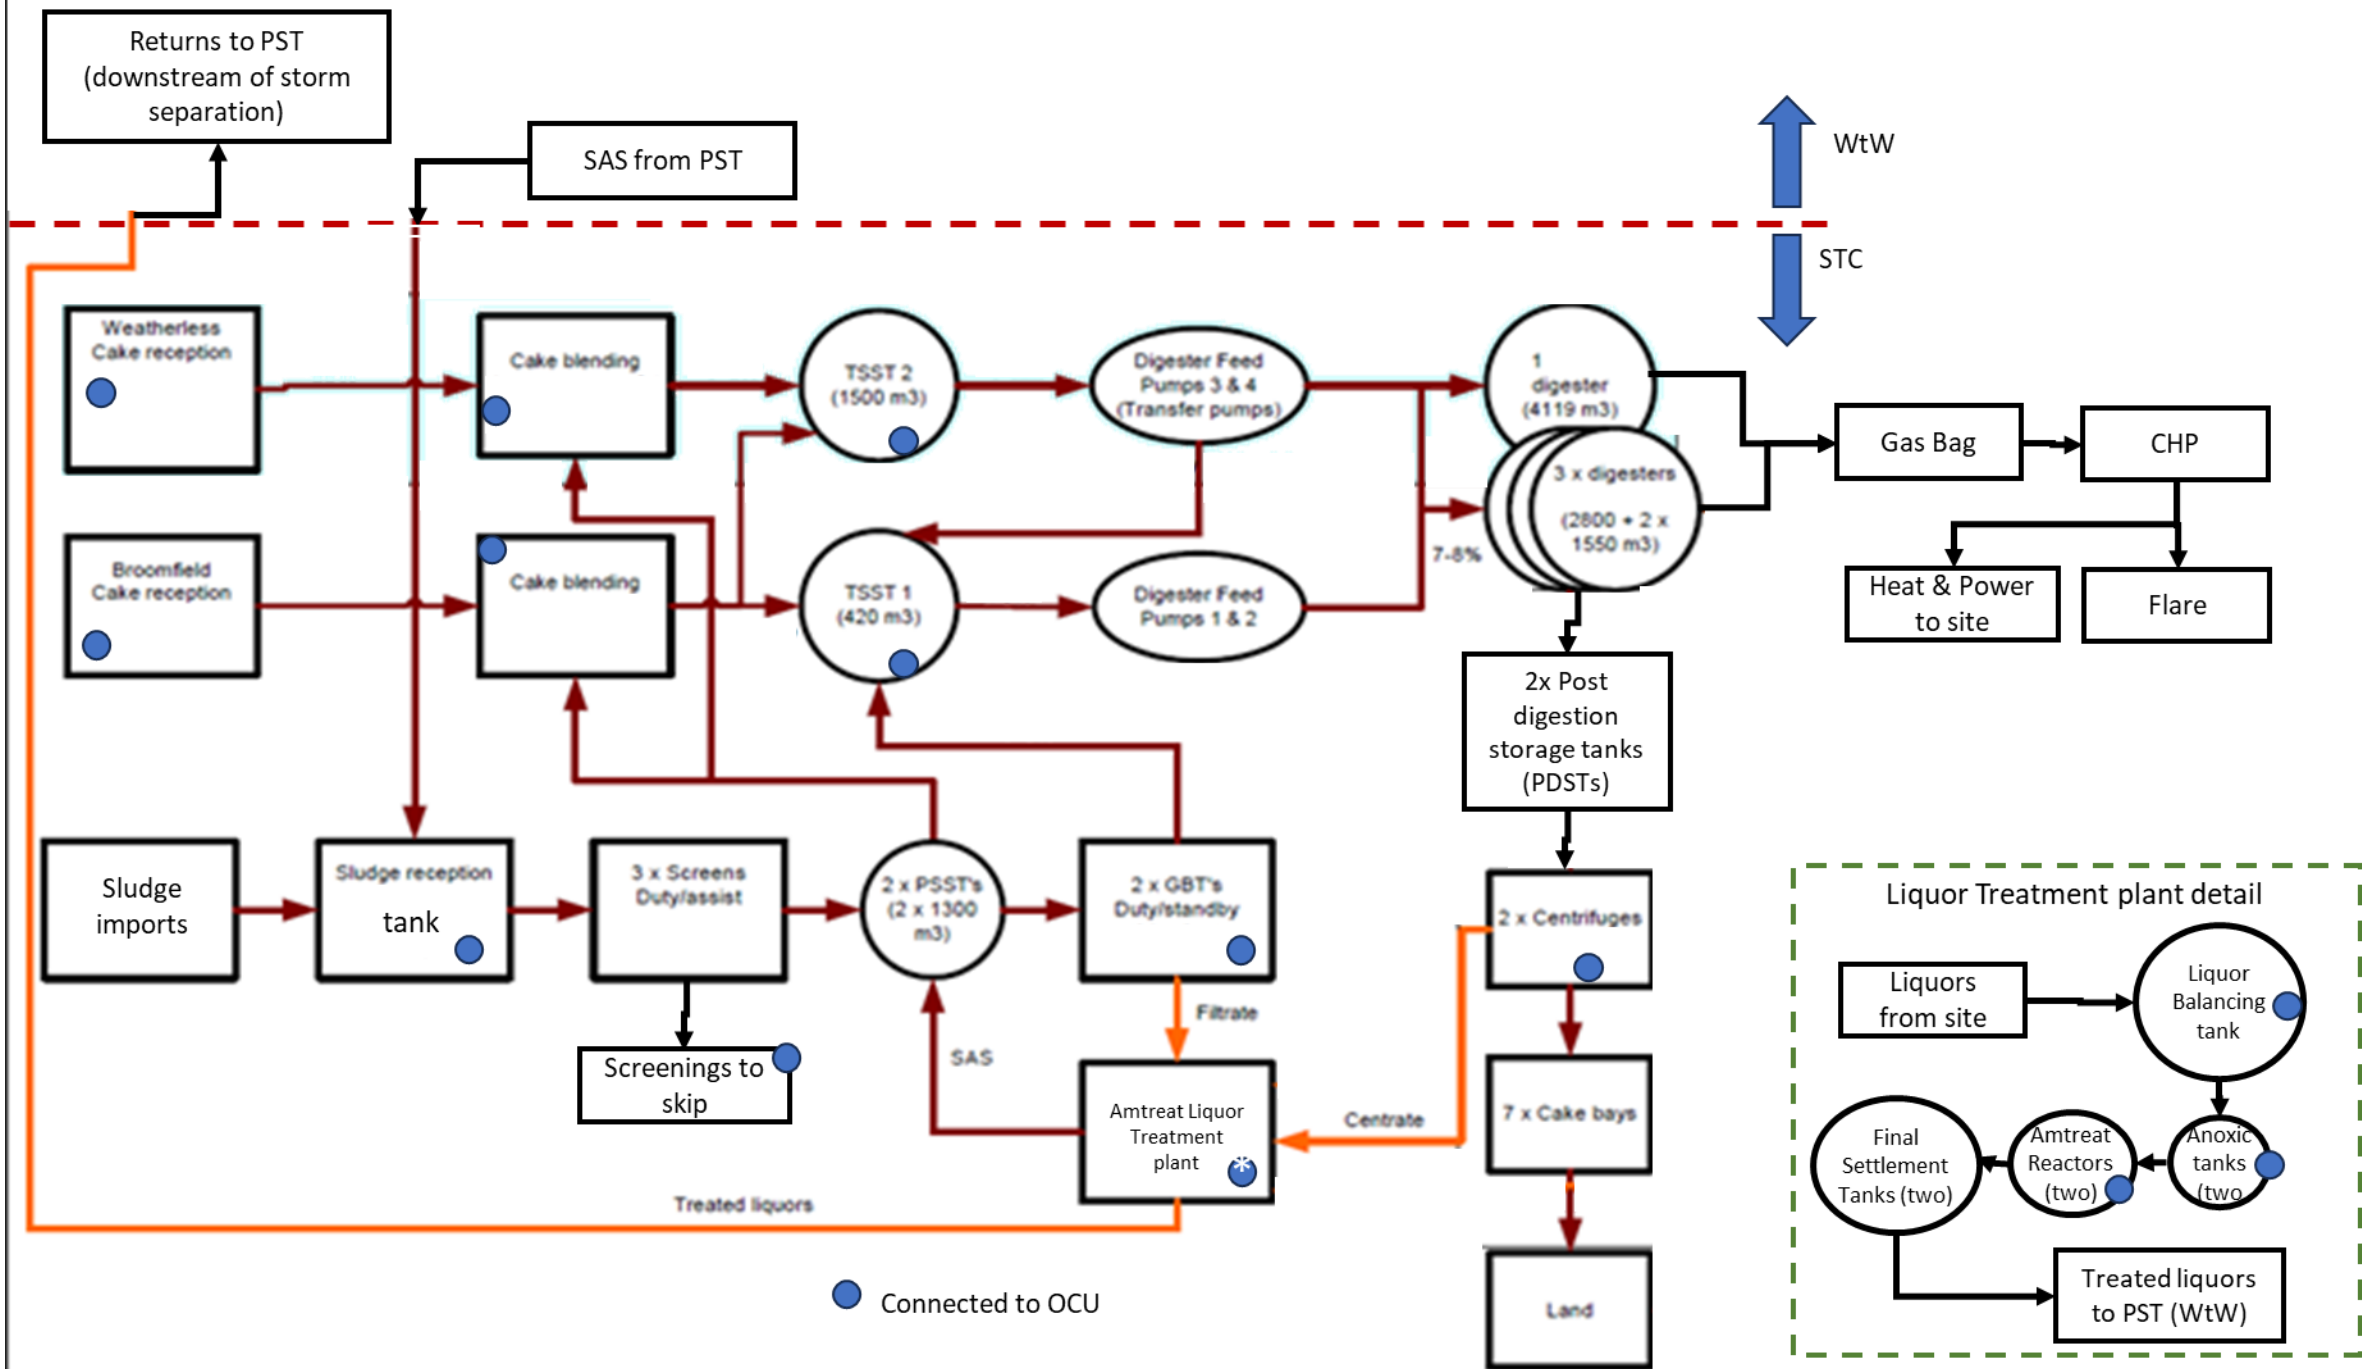 Returns to PST
(downstream of storm
separation)
SAS from PST
WtW
STC
Weatherless
Cake reception
Cake blending
TSST 2
(1500 m3)
Digester Feed
Pumps 3 & 4
(Transfer pumps)
1
digester
(4119 m3)
Gas Bag
CHP
3 x digesters
(2800 + 2 x
1550 m3)
7-8%
Heat & Power
to site
Flare
Broomfield
Cake reception
Cake blending
TSST 1
(420 m3)
Digester Feed
Pumps 1 & 2
2x Post
digestion
storage tanks
(PDSTs)
Sludge
imports
Sludge reception
tank
3 x Screens
Duty/assist
2 x PSST's
(2 x 1300
m3)
2 x GBT's
Duty/standby
2 x Centrifuges
Filtrate
SAS
Screenings to
skip
Amtreat Liquor
Treatment
plant
*
Centrate
7 x Cake bays
Treated liquors
Land
Connected to OCU
Liquor Treatment plant detail
Liquors
from site
Liquor
Balancing
tank
Anoxic
tanks
(two
Amtreat
Reactors
(two)
Final
Settlement
Tanks (two)
Treated liquors
to PST (WtW)